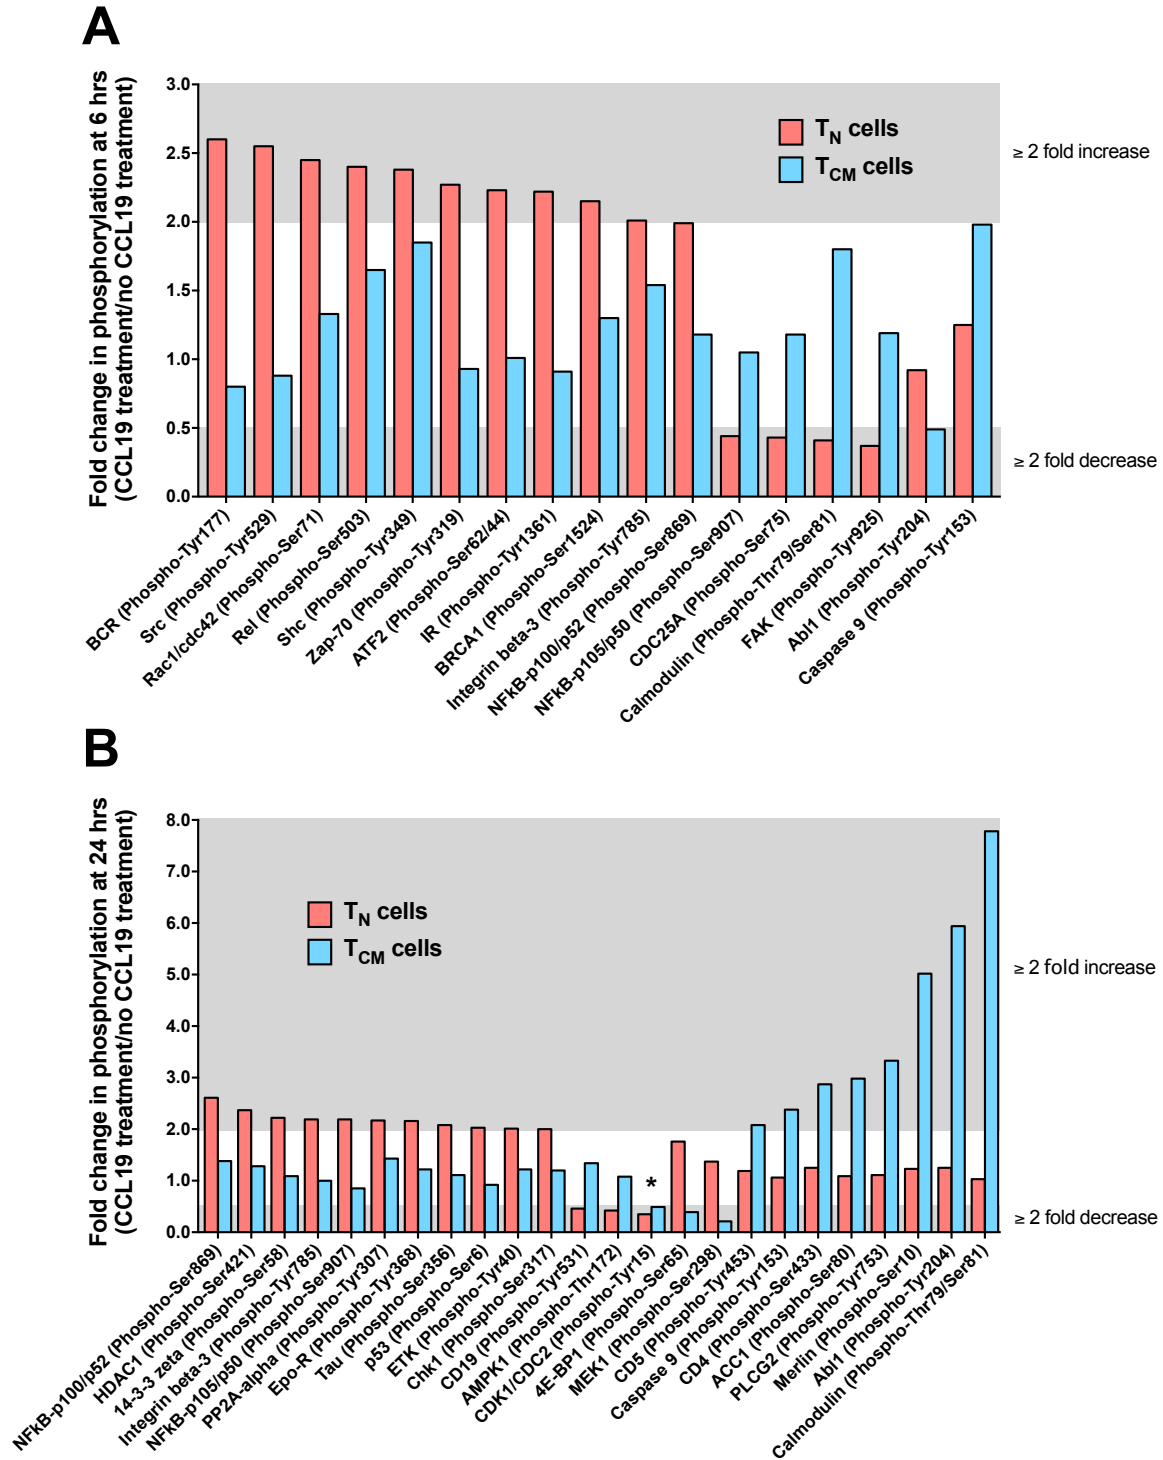 A
Fold change in phosphorylation at 6 hrs
(CCL19 treatment/no CCL19 treatment)
3.0
2.5
2.0
1.5
1.0
0.5
0.0
TN cells
TCM cells
≥ 2 fold increase
≥ 2 fold decrease
BCR (Phospho-Tyr177)
Src (Phospho-Tyr529)
Rac1/cdc42 (Phospho-Ser71)
Rel (Phospho-Ser503)
Shc (Phospho-Tyr349)
Zap-70 (Phospho-Tyr319)
ATF2 (Phospho-Ser62/44)
IR (Phospho-Tyr1361)
BRCA1 (Phospho-Ser1524)
Integrin beta-3 (Phospho-Tyr785)
NFkB-p100/p52 (Phospho-Ser869)
NFkB-p105/p50 (Phospho-Ser907)
CDC25A (Phospho-Ser75)
Calmodulin (Phospho-Thr79/Ser81)
FAK (Phospho-Tyr925)
Abl1 (Phospho-Tyr204)
Caspase 9 (Phospho-Tyr153)
B
Fold change in phosphorylation at 24 hrs
(CCL19 treatment/no CCL19 treatment)
8.0
7.0
6.0
5.0
4.0
3.0
2.0
1.0
0.0
TN cells
TCM cells
*
≥ 2 fold increase
≥ 2 fold decrease
NFkB-p100/p52 (Phospho-Ser869)
HDAC1 (Phospho-Ser421)
14-3-3 zeta (Phospho-Ser58)
Integrin beta-3 (Phospho-Tyr785)
NFkB-p105/p50 (Phospho-Ser907)
PP2A-alpha (Phospho-Tyr307)
Epo-R (Phospho-Tyr368)
Tau (Phospho-Ser356)
p53 (Phospho-Ser6)
ETK (Phospho-Tyr40)
Chk1 (Phospho-Ser317)
CD19 (Phospho-Tyr531)
AMPK1 (Phospho-Thr172)
CDK1/CDC2 (Phospho-Tyr15)
4E-BP1 (Phospho-Ser65)
MEK1 (Phospho-Ser298)
CD5 (Phospho-Tyr453)
Caspase 9 (Phospho-Tyr153)
CD4 (Phospho-Ser433)
ACC1 (Phospho-Ser80)
PLCG2 (Phospho-Tyr753)
Merlin (Phospho-Ser10)
Abl1 (Phospho-Tyr204)
Calmodulin (Phospho-Thr79/Ser81)